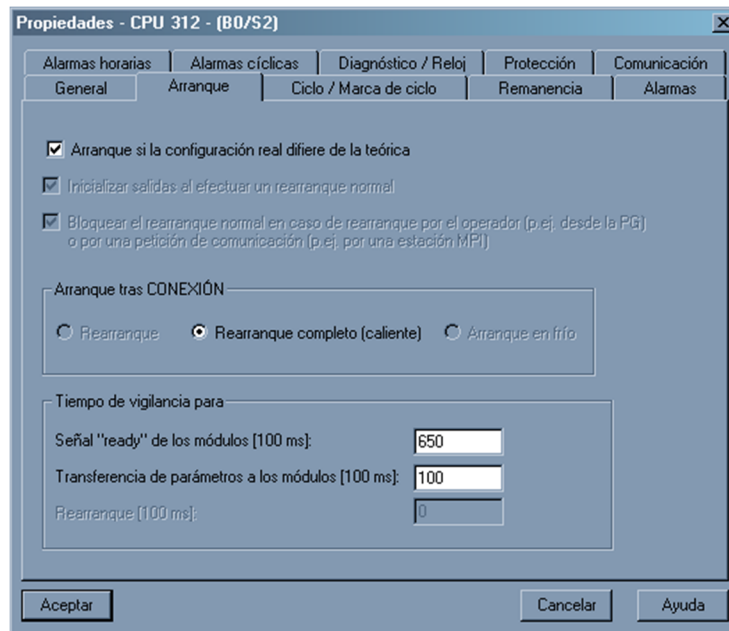 Propiedades - CPU 312 - (B0/S2)
Alarmas horarias Alarmas cíclicas Diagnóstico / Reloj Protección Comunicación
General Arranque Ciclo / Marca de ciclo Remanencia Alarmas
Arranque si la configuración real difiere de la teórica
Inicializar salidas al efectuar un rearranque normal
Bloquear el rearranque normal en caso de rearranque por el operador (p.ej. desde la PG)
o por una petición de comunicación (p.ej. por una estación MPI)
Arranque tras CONEXIÓN
Rearranque Rearranque completo (caliente) Arranque en frío
Tiempo de vigilancia para
Señal "ready" de los módulos [100 ms]: 650
Transferencia de parámetros a los módulos [100 ms]: 100
Rearranque [100 ms]: 0
Aceptar Cancelar Ayuda